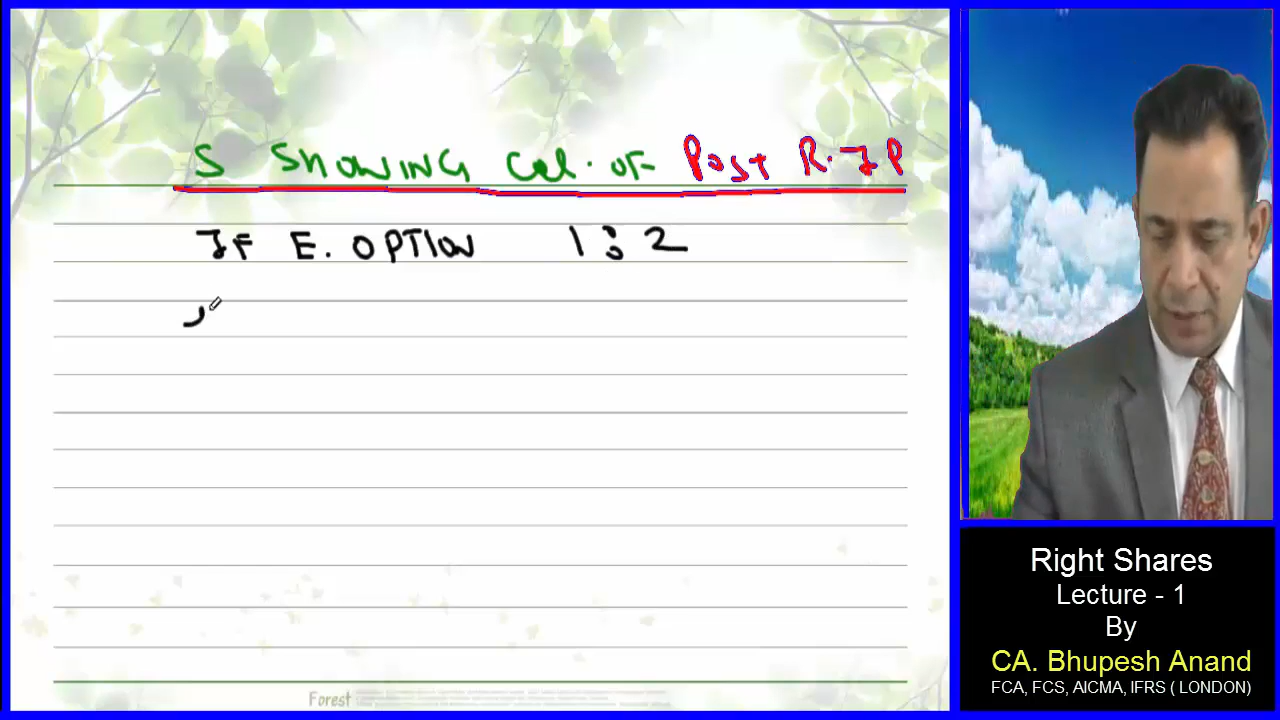 S SHOWING Cal. OF Post R.I P
IF E. OPTION 1:2
Forest
Right Shares
Lecture - 1
By
CA. Bhupesh Anand
FCA, FCS, AICMA, IFRS ( LONDON)